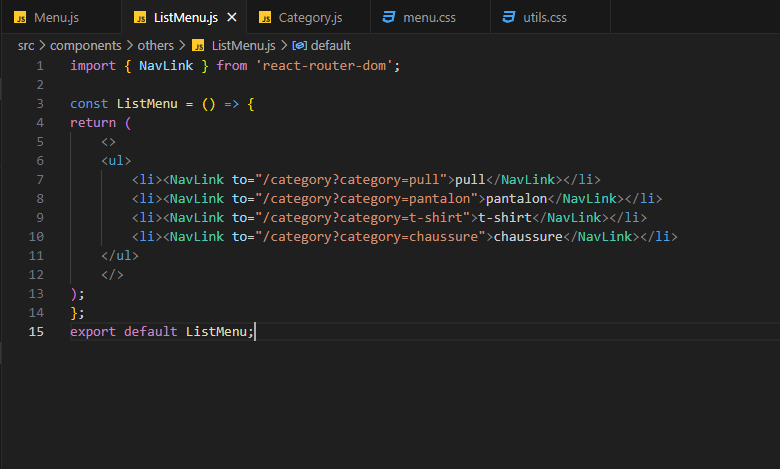 Menu.js ListMenu.js Category.js menu.css utils.css
src > components > others > ListMenu.js > default
1 import { NavLink } from 'react-router-dom';
2
3 const ListMenu = () => {
4 return (
5 <>
6 <ul>
7 <li><NavLink to="/category?category=pull">pull</NavLink></li>
8 <li><NavLink to="/category?category=pantalon">pantalon</NavLink></li>
9 <li><NavLink to="/category?category=t-shirt">t-shirt</NavLink></li>
10 <li><NavLink to="/category?category=chaussure">chaussure</NavLink></li>
11 </ul>
12 </>
13 );
14 };
15 export default ListMenu;